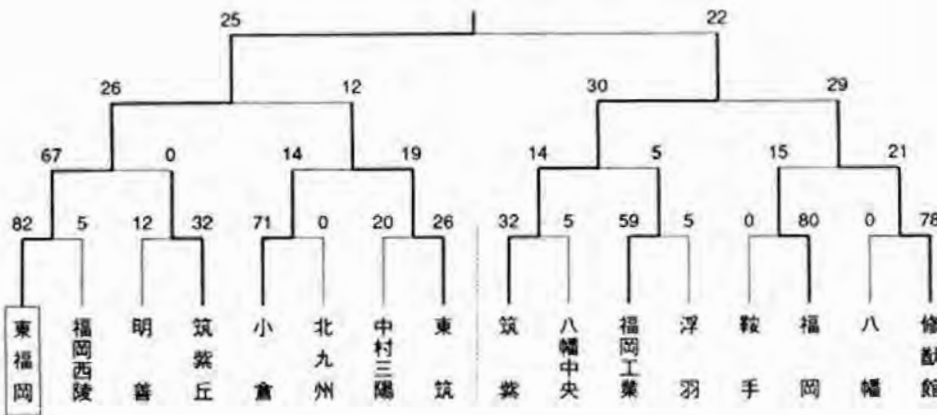 25 22
26 12 30 29
67 0 14 19 14 5 15 21
82 5 12 32 71 0 20 26 32 5 59 5 0 80 0 78
東福岡
福岡西陵
明善
筑紫丘
小倉
北九州
中村三陽
東筑
筑紫
八幡中央
福岡工業
浮羽
鞍手
福岡
八幡
修猷館